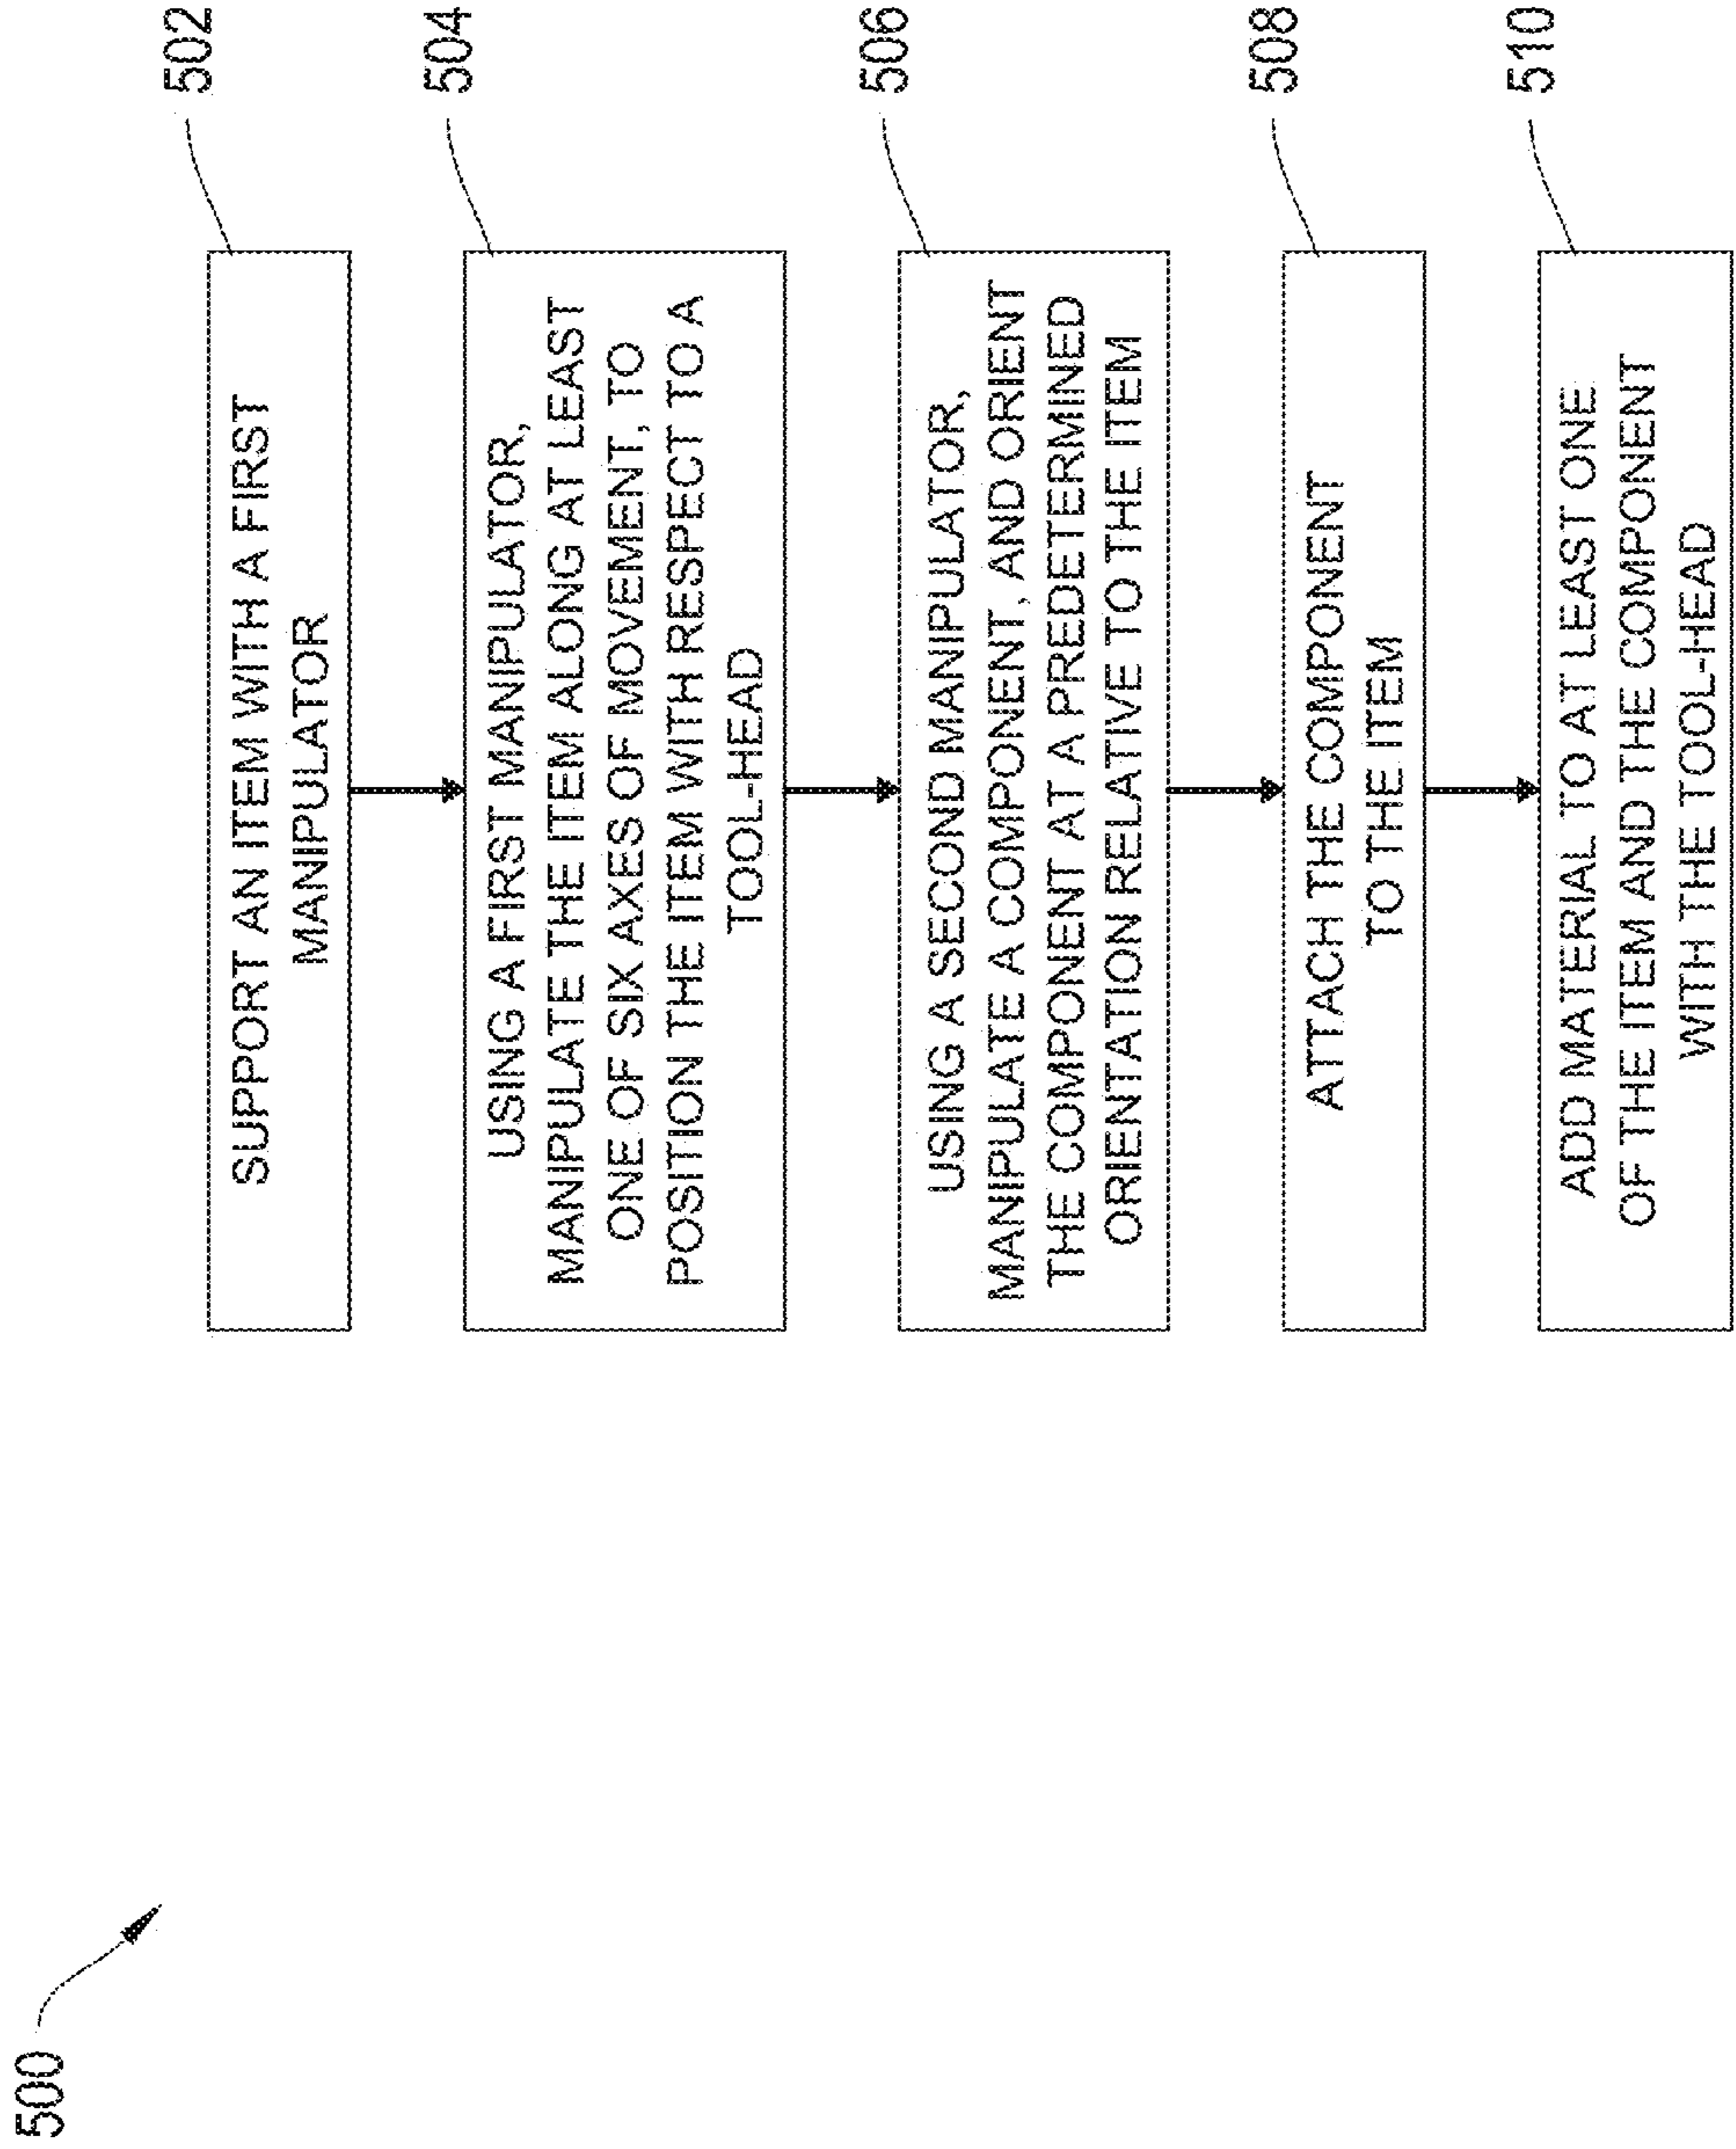 500
502
SUPPORT AN ITEM WITH A FIRST
MANIPULATOR
504
USING A FIRST MANIPULATOR,
MANIPULATE THE ITEM ALONG AT LEAST
ONE OF SIX AXES OF MOVEMENT, TO
POSITION THE ITEM WITH RESPECT TO A
TOOL-HEAD
506
USING A SECOND MANIPULATOR,
MANIPULATE A COMPONENT, AND ORIENT
THE COMPONENT AT A PREDETERMINED
ORIENTATION RELATIVE TO THE ITEM
508
ATTACH THE COMPONENT
TO THE ITEM
510
ADD MATERIAL TO AT LEAST ONE
OF THE ITEM AND THE COMPONENT
WITH THE TOOL-HEAD